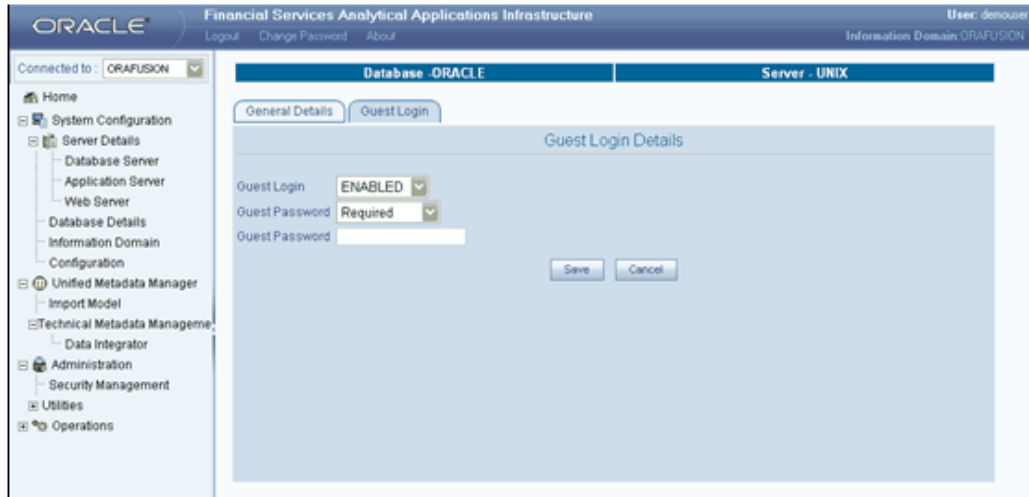 ORACLE
Financial Services Analytical Applications Infrastructure
User: demouser
Logout Change Password About
Information Domain:ORAFUSION
Connected to : ORAFUSION
Home
System Configuration
Server Details
Database Server
Application Server
Web Server
Database Details
Information Domain
Configuration
Unified Metadata Manager
Import Model
Technical Metadata Manageme
Data Integrator
Administration
Security Management
Utilities
Operations
Database -ORACLE
Server - UNIX
General Details
Guest Login
Guest Login Details
Guest Login ENABLED
Guest Password Required
Guest Password
Save Cancel